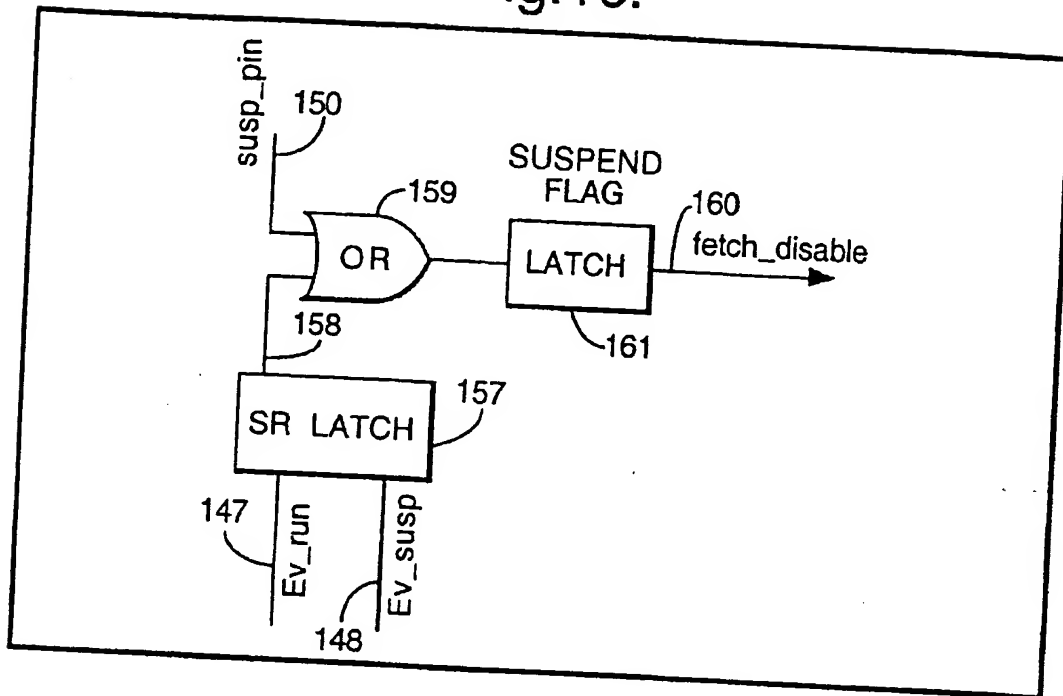 susp_pin
150
SUSPEND
FLAG
159
160
OR
LATCH
fetch_disable
158
161
SR LATCH
157
147
Ev_run
Ev_susp
148